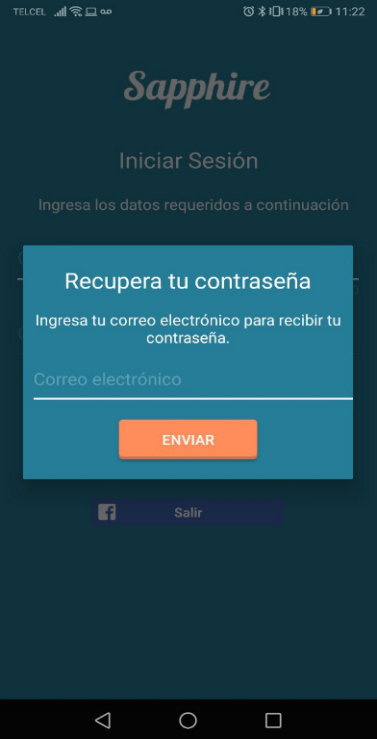 TELCEL 18% 11:22
Sapphire
Iniciar Sesión
Ingresa los datos requeridos a continuación
Recupera tu contraseña
Ingresa tu correo electrónico para recibir tu
contraseña.
Correo electrónico
ENVIAR
Salir